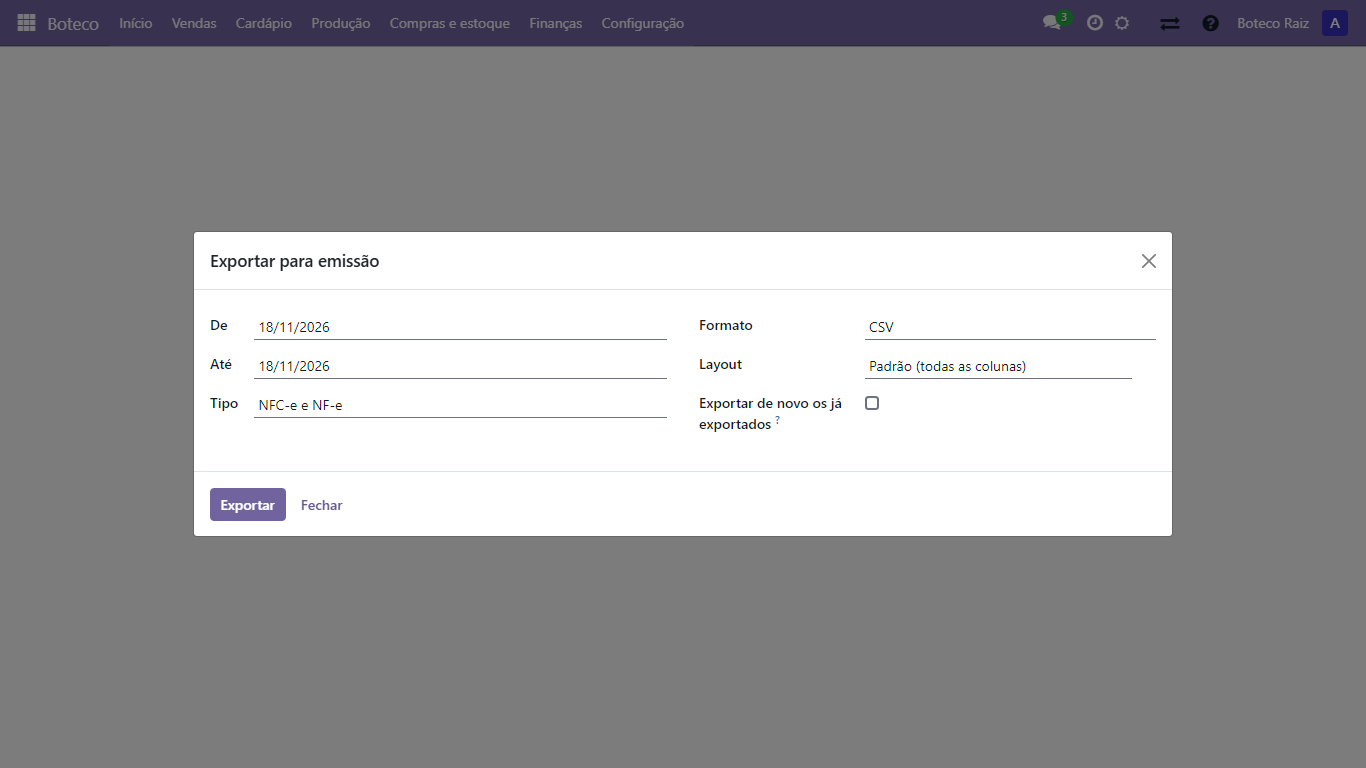 Boteco Início Vendas Cardápio Produção Compras e estoque Finanças Configuração 3 Boteco Raiz A
Exportar para emissão
De 18/11/2026
Até 18/11/2026
Tipo NFC-e e NF-e
Formato CSV
Layout Padrão (todas as colunas)
Exportar de novo os já
exportados ?
Exportar Fechar